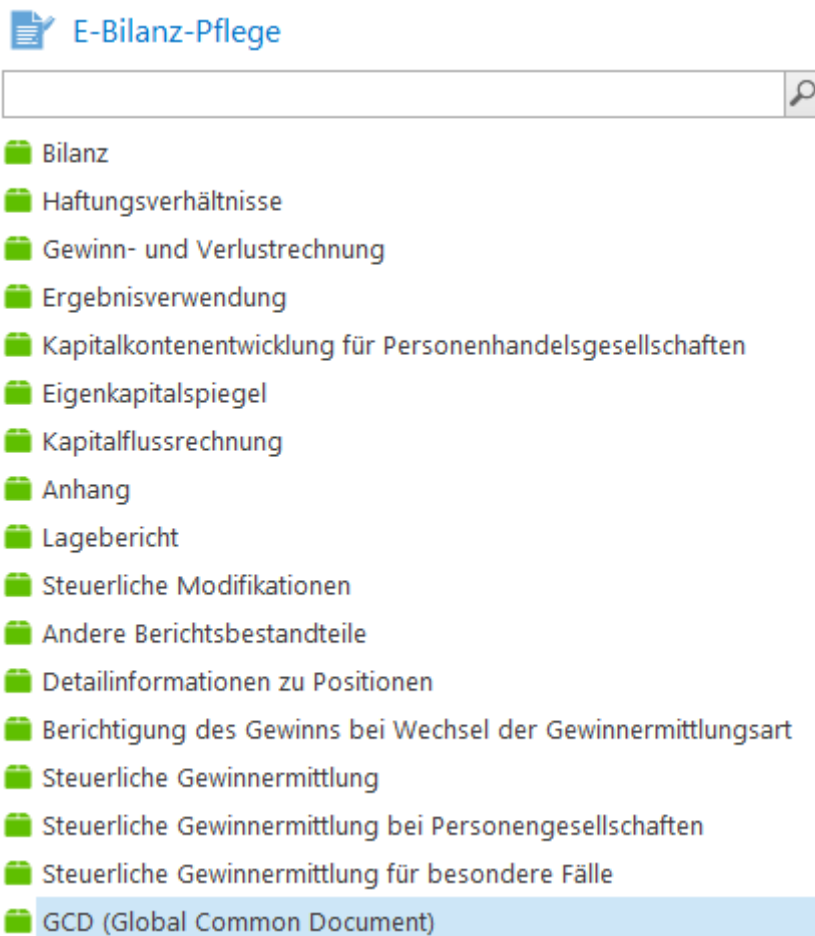 E-Bilanz-Pflege
Bilanz
Haftungsverhältnisse
Gewinn- und Verlustrechnung
Ergebnisverwendung
Kapitalkontenentwicklung für Personenhandelsgesellschaften
Eigenkapitalspiegel
Kapitalflussrechnung
Anhang
Lagebericht
Steuerliche Modifikationen
Andere Berichtsbestandteile
Detailinformationen zu Positionen
Berichtigung des Gewinns bei Wechsel der Gewinnermittlungsart
Steuerliche Gewinnermittlung
Steuerliche Gewinnermittlung bei Personengesellschaften
Steuerliche Gewinnermittlung für besondere Fälle
GCD (Global Common Document)